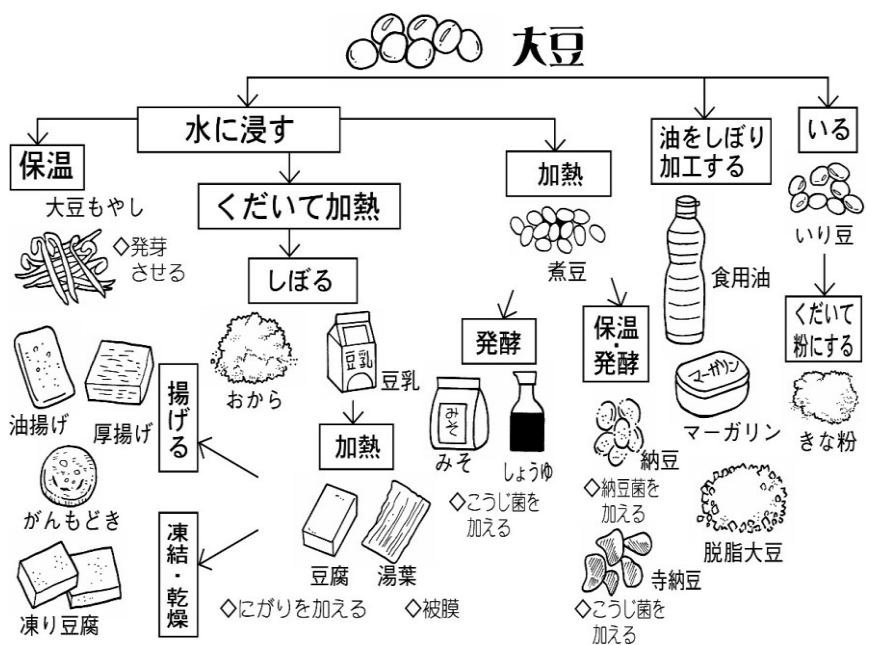 大豆
水に浸す
保温
大豆もやし
◇発芽
させる
くだいて加熱
しぼる
おから
豆乳
豆乳
加熱
豆腐
◇にがりを加える
湯葉
◇被膜
揚げる
油揚げ
厚揚げ
がんもどき
凍結・乾燥
凍り豆腐
加熱
煮豆
発酵
みそ
みそ
しょうゆ
◇こうじ菌を
加える
保温・発酵
納豆
◇納豆菌を
加える
寺納豆
◇こうじ菌を
加える
油をしぼり
加工する
食用油
マーガリン
マーガリン
脱脂大豆
いる
いり豆
くだいて
粉にする
きな粉